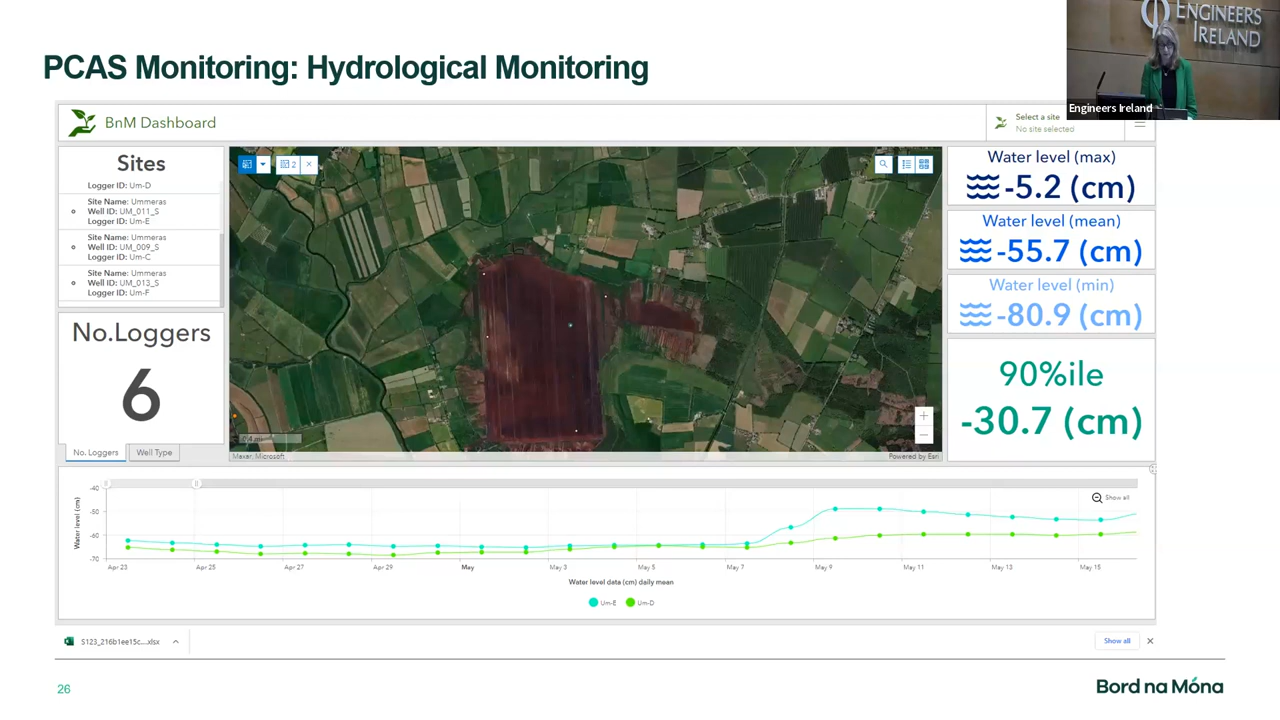 PCAS Monitoring: Hydrological Monitoring
ENGINEERS
IRELAND
Engineers Ireland
BnM Dashboard
Select a site
No site selected
Sites
Logger ID: Um-D
Site Name: Ummeras
Well ID: UM_011_S
Logger ID: Um-E
Site Name: Ummeras
Well ID: UM_009_S
Logger ID: Um-C
Site Name: Ummeras
Well ID: UM_013_S
Logger ID: Um-F
No.Loggers
6
No. Loggers
Well Type
2
Maxar, Microsoft
Powered by Esri
Water level (max)
-5.2 (cm)
Water level (mean)
-55.7 (cm)
Water level (min)
-80.9 (cm)
90%ile
-30.7 (cm)
Show all
Water level (cm)
-40
-50
-60
-70
Apr 23
Apr 25
Apr 27
Apr 29
May
May 3
May 5
May 7
May 9
May 11
May 13
May 15
Water level data (cm) daily mean
Um-E
Um-D
S123_216b1ee15c....xlsx
Show all
26
Bord na Móna